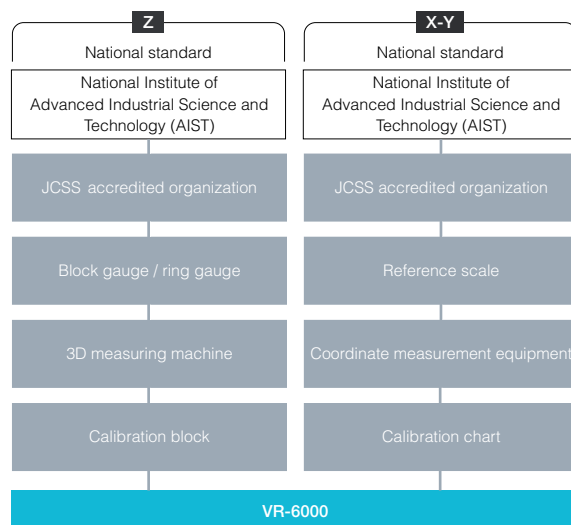 Z
National standard
National Institute of
Advanced Industrial Science and
Technology (AIST)
JCSS accredited organization
Block gauge / ring gauge
3D measuring machine
Calibration block
X-Y
National standard
National Institute of
Advanced Industrial Science and
Technology (AIST)
JCSS accredited organization
Reference scale
Coordinate measurement equipment
Calibration chart
VR-6000